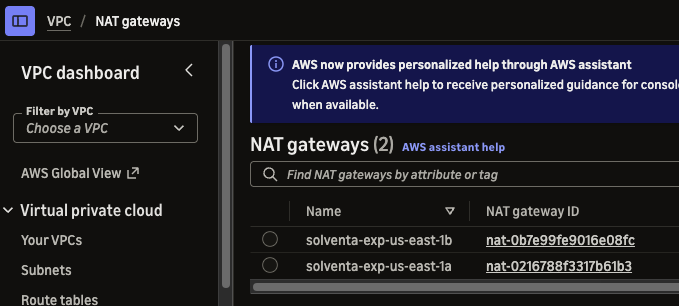 VPC / NAT gateways
VPC dashboard
Filter by VPC
Choose a VPC
AWS Global View
Virtual private cloud
Your VPCs
Subnets
Route tables
AWS now provides personalized help through AWS assistant
Click AWS assistant help to receive personalized guidance for consol
when available.
NAT gateways (2) AWS assistant help
Find NAT gateways by attribute or tag
Name NAT gateway ID
solventa-exp-us-east-1b nat-0b7e99fe9016e08fc
solventa-exp-us-east-1a nat-0216788f3317b61b3